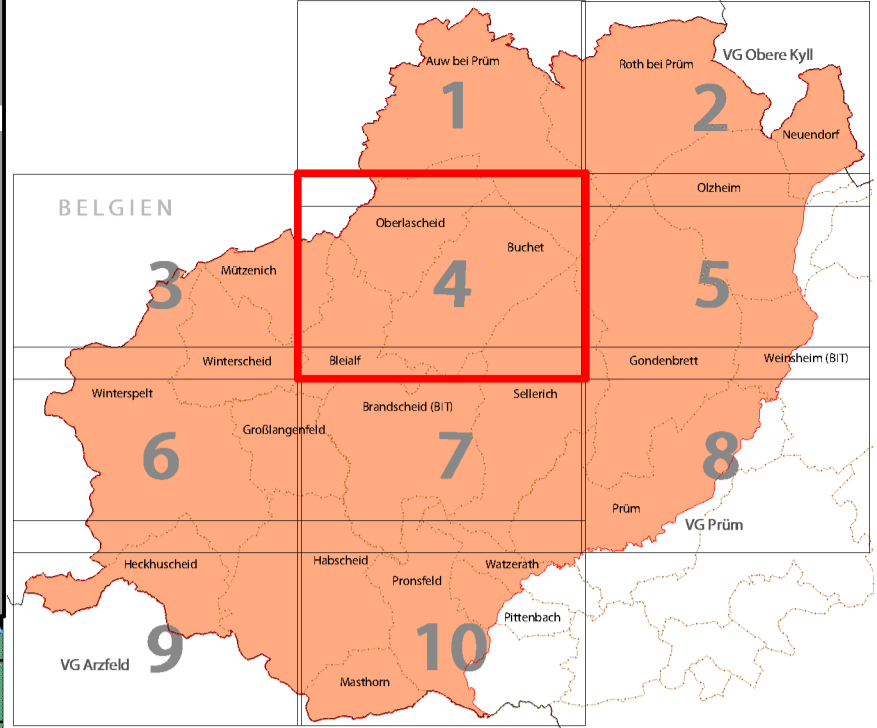 Auw bei Prüm
1
Roth bei Prüm
VG Obere Kyll
2
Neuendorf
Olzheim
BELGIEN
Oberlascheid
Buchet
3
Mützenich
4
5
Winterscheid
Bleialf
Gondenbrett
Weinsheim (BIT)
Winterspelt
Brandscheid (BIT)
Sellerich
Großlangenfeld
6
7
8
Prüm
VG Prüm
Heckhuscheid
Habscheid
Pronsfeld
Watzerath
Pittenbach
9
10
VG Arzfeld
Masthorn